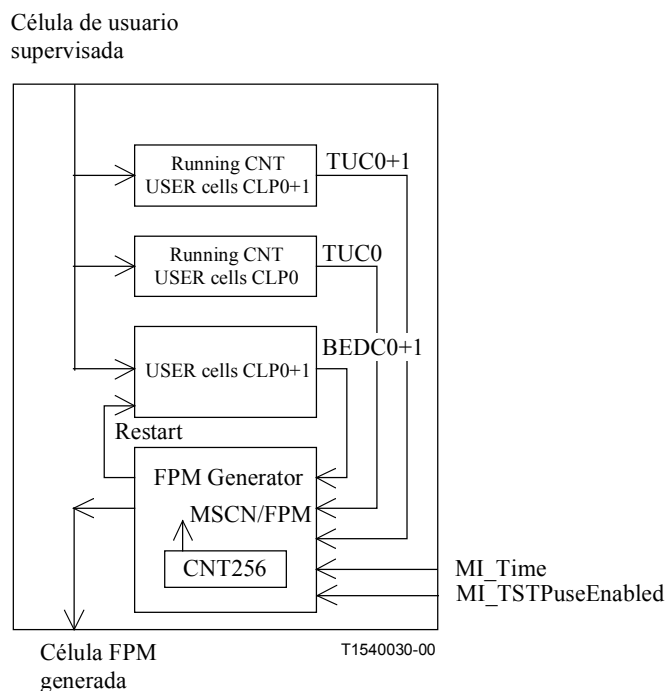 Célula de usuario
supervisada
Running CNT
USER cells CLP0+1
TUC0+1
Running CNT
USER cells CLP0
TUC0
BEDC0+1
USER cells CLP0+1
Restart
FPM Generator
MSCN/FPM
CNT256
MI_Time
MI_TSTPuseEnabled
Célula FPM
generada
T1540030-00